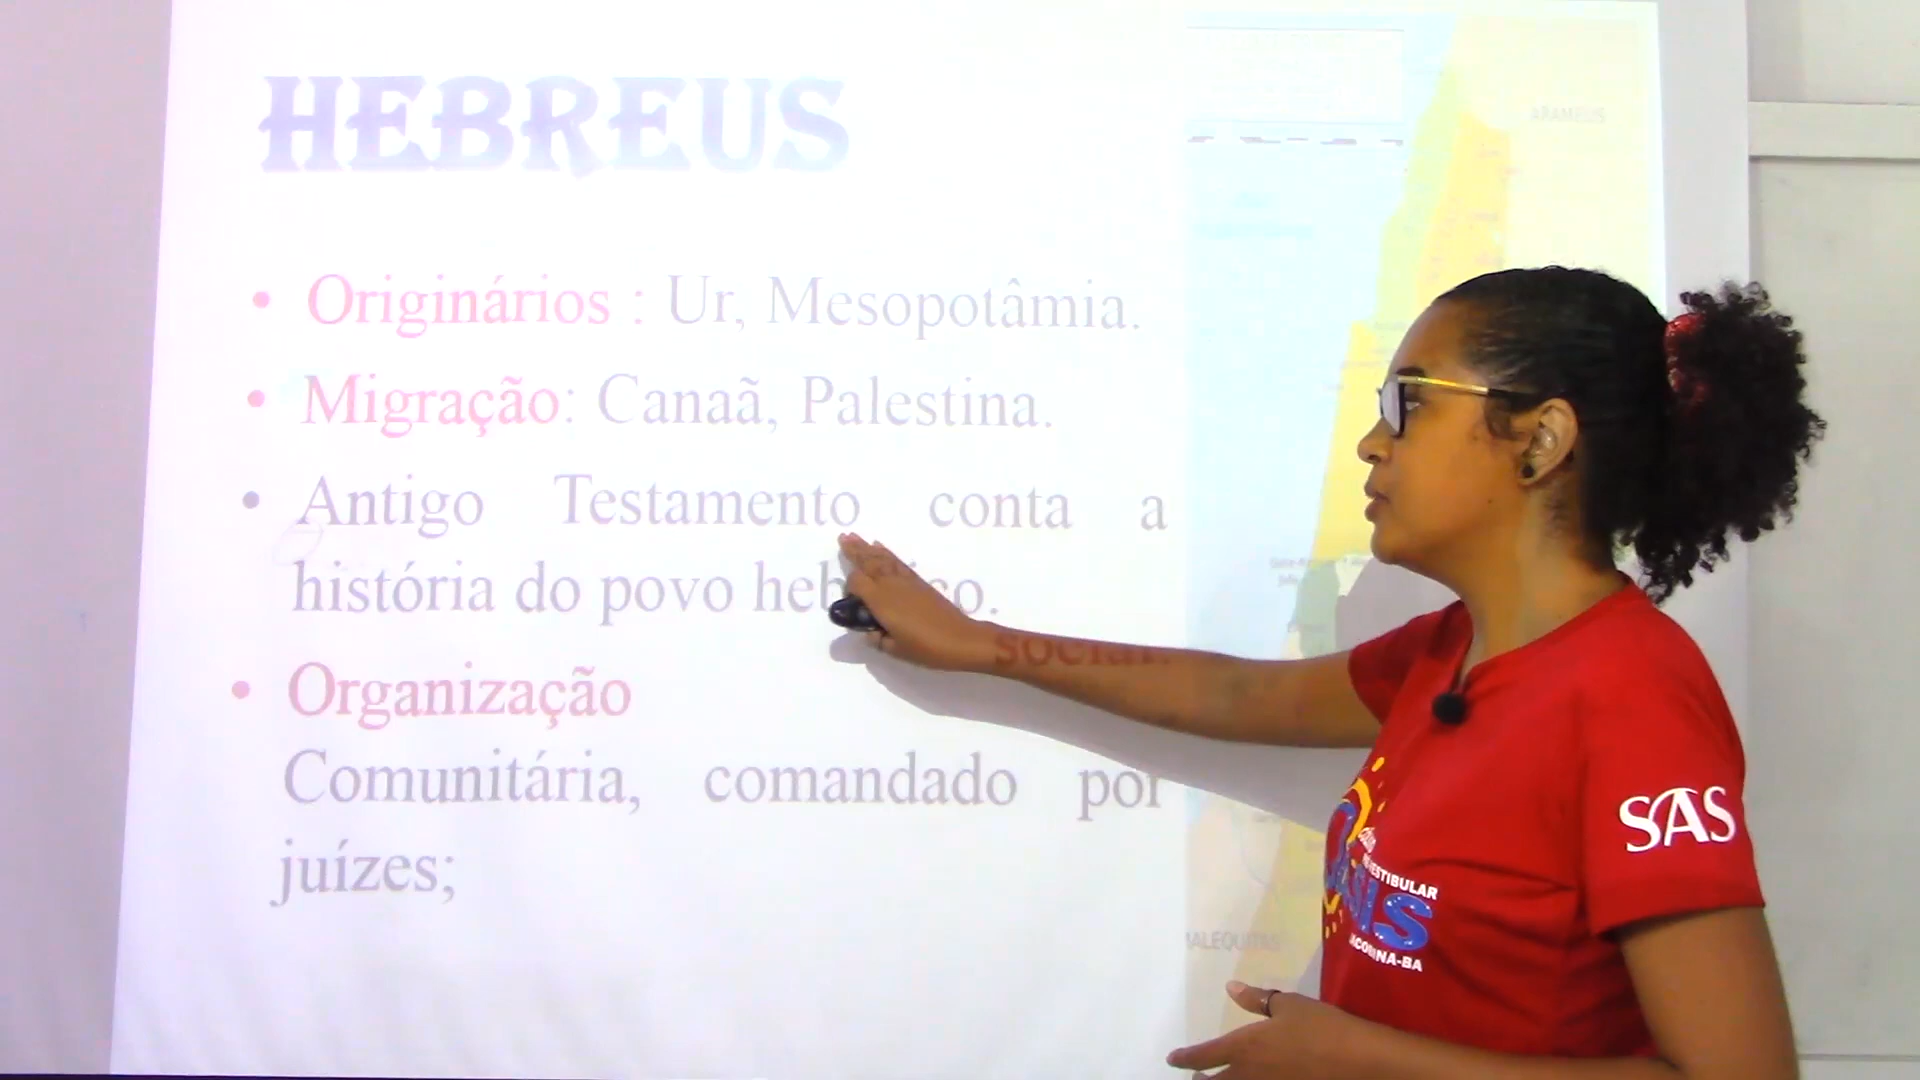 HEBREUS
ARAMEUS
• Originários : Ur, Mesopotâmia.
• Migração: Canaã, Palestina.
• Antigo Testamento conta a
história do povo
• Organização social:
Comunitária, comandado por
juízes;
SAS